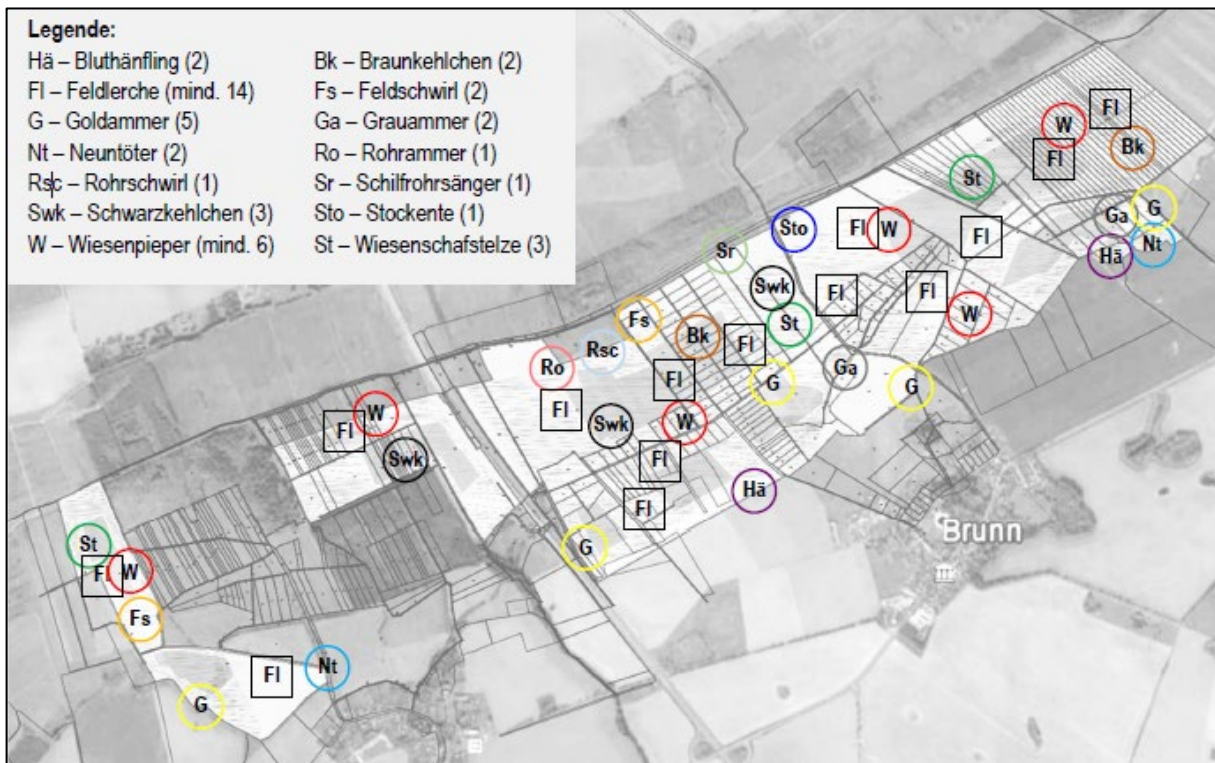 Legende:
Hä – Bluthänfling (2) Bk – Braunkehlchen (2)
Fl – Feldlerche (mind. 14) Fs – Feldschwirl (2)
G – Goldammer (5) Ga – Grauammer (2)
Nt – Neuntöter (2) Ro – Rohrammer (1)
Rsc – Rohrschwirl (1) Sr – Schilfrohrsänger (1)
Swk – Schwarzkehlchen (3) Sto – Stockente (1)
W – Wiesenpieper (mind. 6) St – Wiesenschafstelze (3)
Fl
W
Bk
Fl
St
G
Ga
Nt
Hä
Sto
Fl
W
Fl
Sr
Swk
Fl
Fl
W
Fs
St
Bk
Fl
Rsc
Ro
Ga
Fl
G
G
Fl
W
Fl
Swk
W
Swk
Fl
Hä
Fl
Brunn
St
G
Fl
W
Fs
Fl
Nt
G